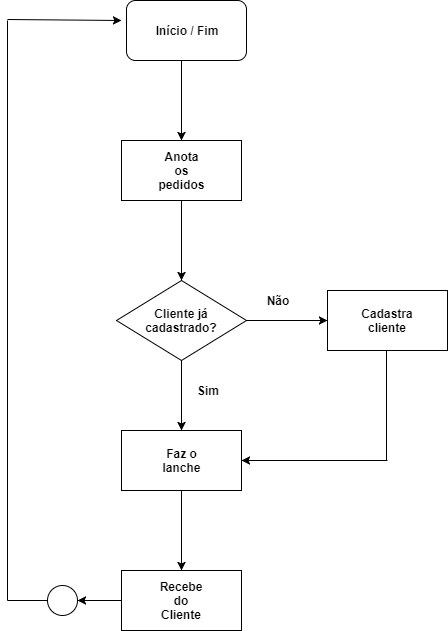 Início / Fim
Anota
os
pedidos
Cliente já
cadastrado?
Não
Cadastra
cliente
Sim
Faz o
lanche
Recebe
do
Cliente